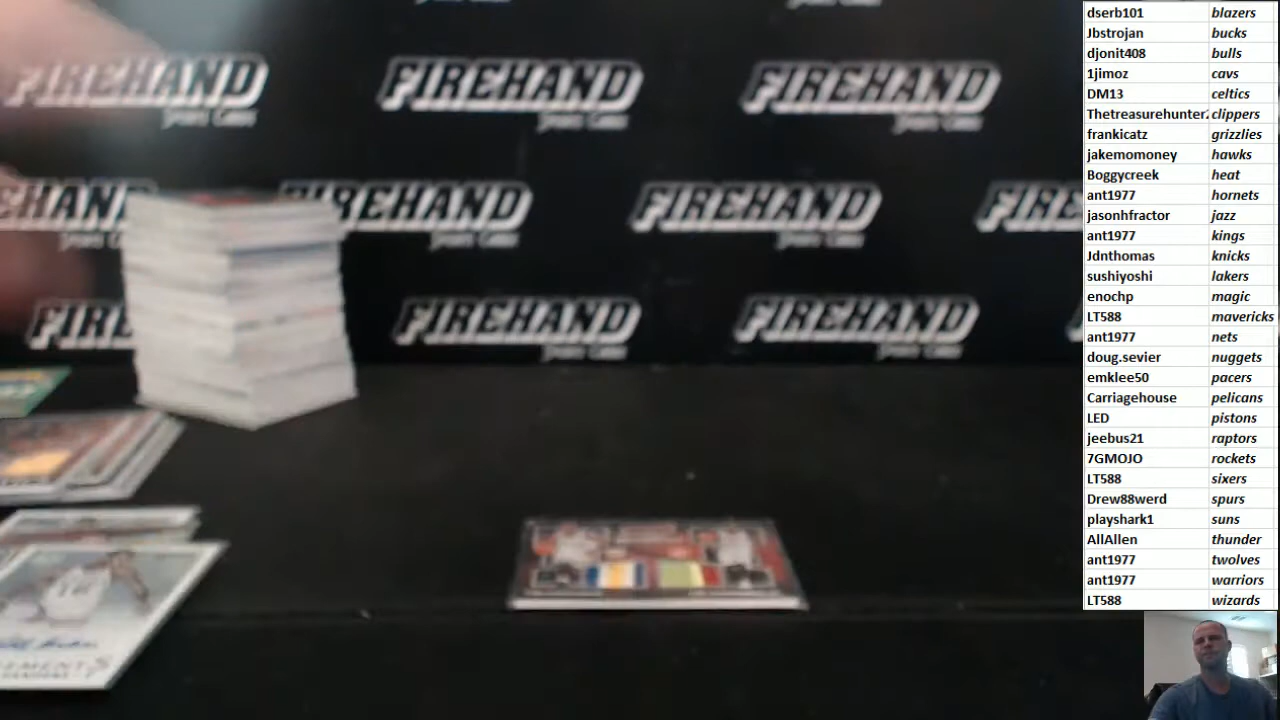 FIREHAND FIREHAND FIREHAND
FIREHAND FIREHAND
FIREHAND FIREHAND
dserb101 blazers
Jbstrojan bucks
djonit408 bulls
1jimoz cavs
DM13 celtics
Thetreasurehunter clippers
frankicatz grizzlies
jakemomoney hawks
Boggycreek heat
ant1977 hornets
jasonhfractor jazz
ant1977 kings
Jdnthomas knicks
sushiyoshi lakers
enochp magic
LT588 mavericks
ant1977 nets
doug.sevier nuggets
emklee50 pacers
Carriagehouse pelicans
LED pistons
jeebus21 raptors
7GMOJO rockets
LT588 sixers
Drew88werd spurs
playshark1 suns
AllAllen thunder
ant1977 twolves
ant1977 warriors
LT588 wizards